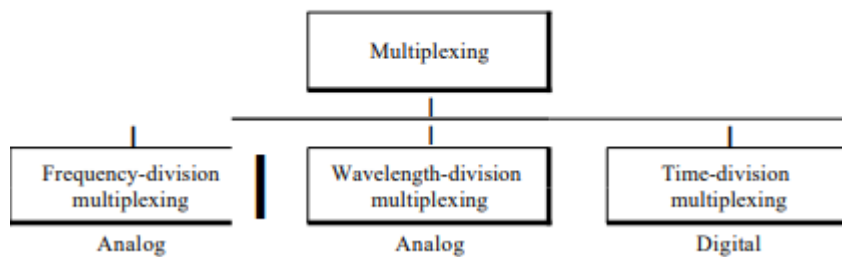 Multiplexing
Frequency-division
multiplexing
Wavelength-division
multiplexing
Time-division
multiplexing
Analog
Analog
Digital